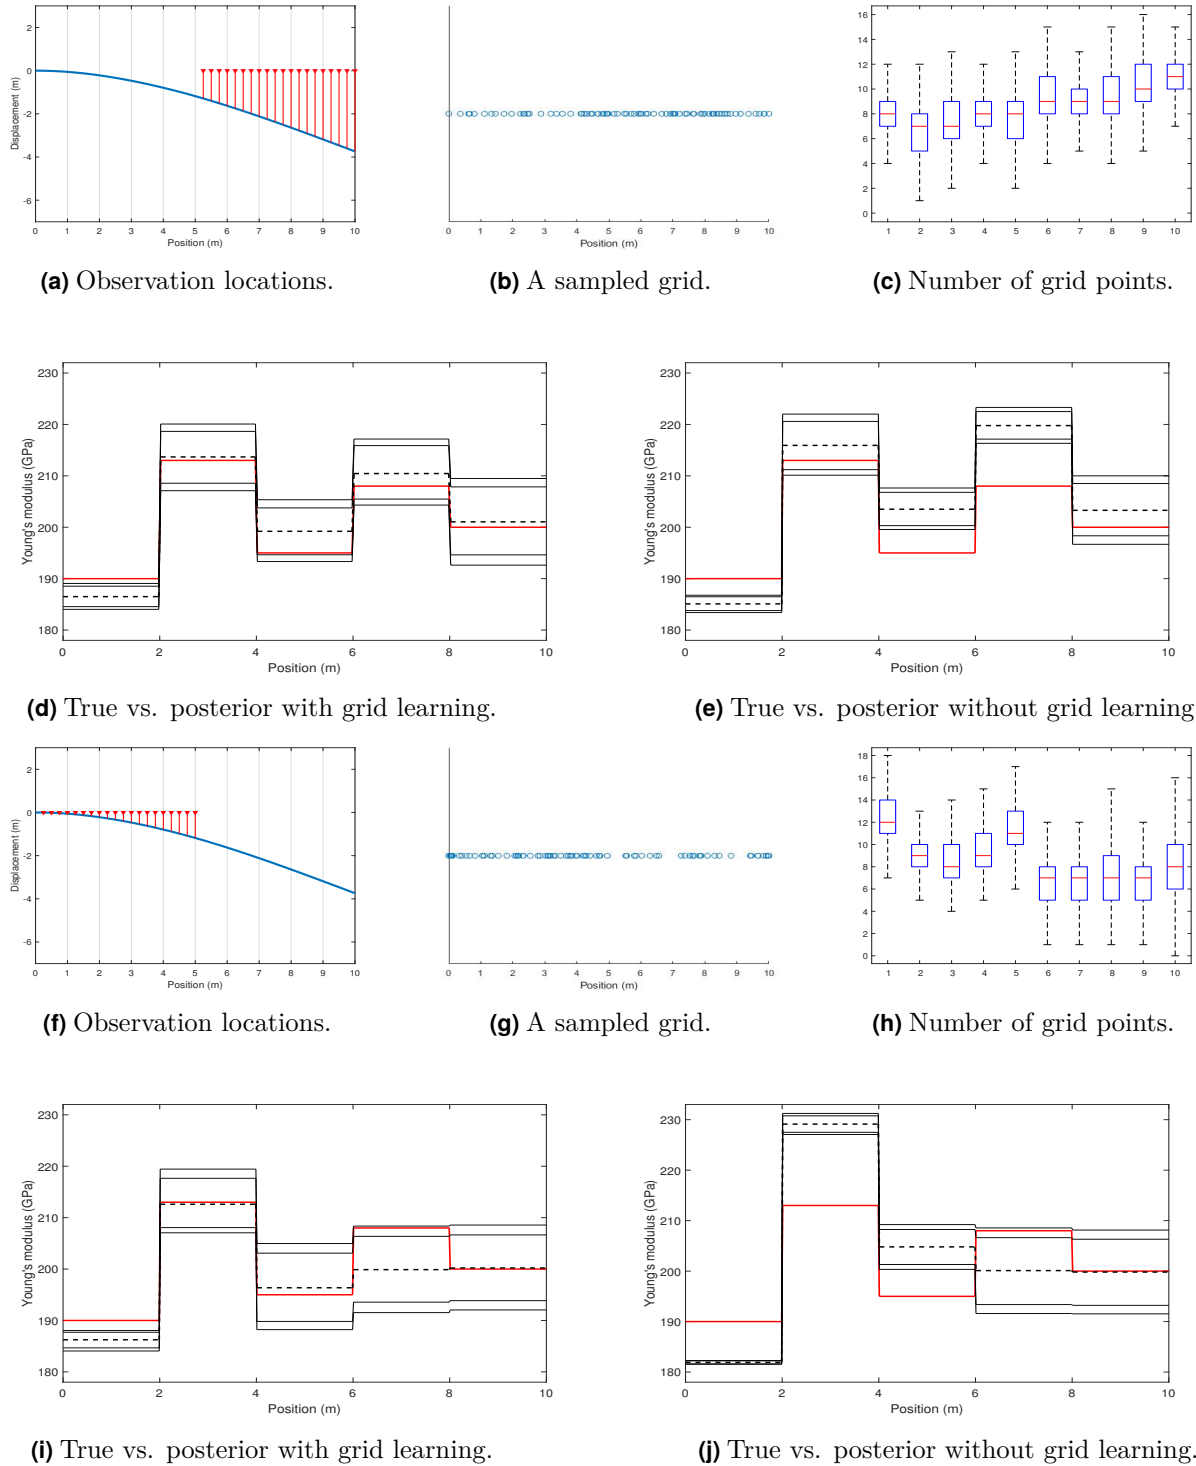 2
0
-2
-4
-6
Displacement (m)
0 1 2 3 4 5 6 7 8 9 10
Position (m)
0 1 2 3 4 5 6 7 8 9 10
Position (m)
16
14
12
10
8
6
4
2
0
1 2 3 4 5 6 7 8 9 10
(a) Observation locations.
(b) A sampled grid.
(c) Number of grid points.
230
220
210
200
190
180
Young's modulus (GPa)
0 2 4 6 8 10
Position (m)
230
220
210
200
190
180
Young's modulus (GPa)
0 2 4 6 8 10
Position (m)
(d) True vs. posterior with grid learning.
(e) True vs. posterior without grid learning
2
0
-2
-4
-6
Displacement (m)
0 1 2 3 4 5 6 7 8 9 10
Position (m)
0 1 2 3 4 5 6 7 8 9 10
Position (m)
18
16
14
12
10
8
6
4
2
0
1 2 3 4 5 6 7 8 9 10
(f) Observation locations.
(g) A sampled grid.
(h) Number of grid points.
230
220
210
200
190
180
Young's modulus (GPa)
0 2 4 6 8 10
Position (m)
230
220
210
200
190
180
Young's modulus (GPa)
0 2 4 6 8 10
Position (m)
(i) True vs. posterior with grid learning.
(j) True vs. posterior without grid learning.